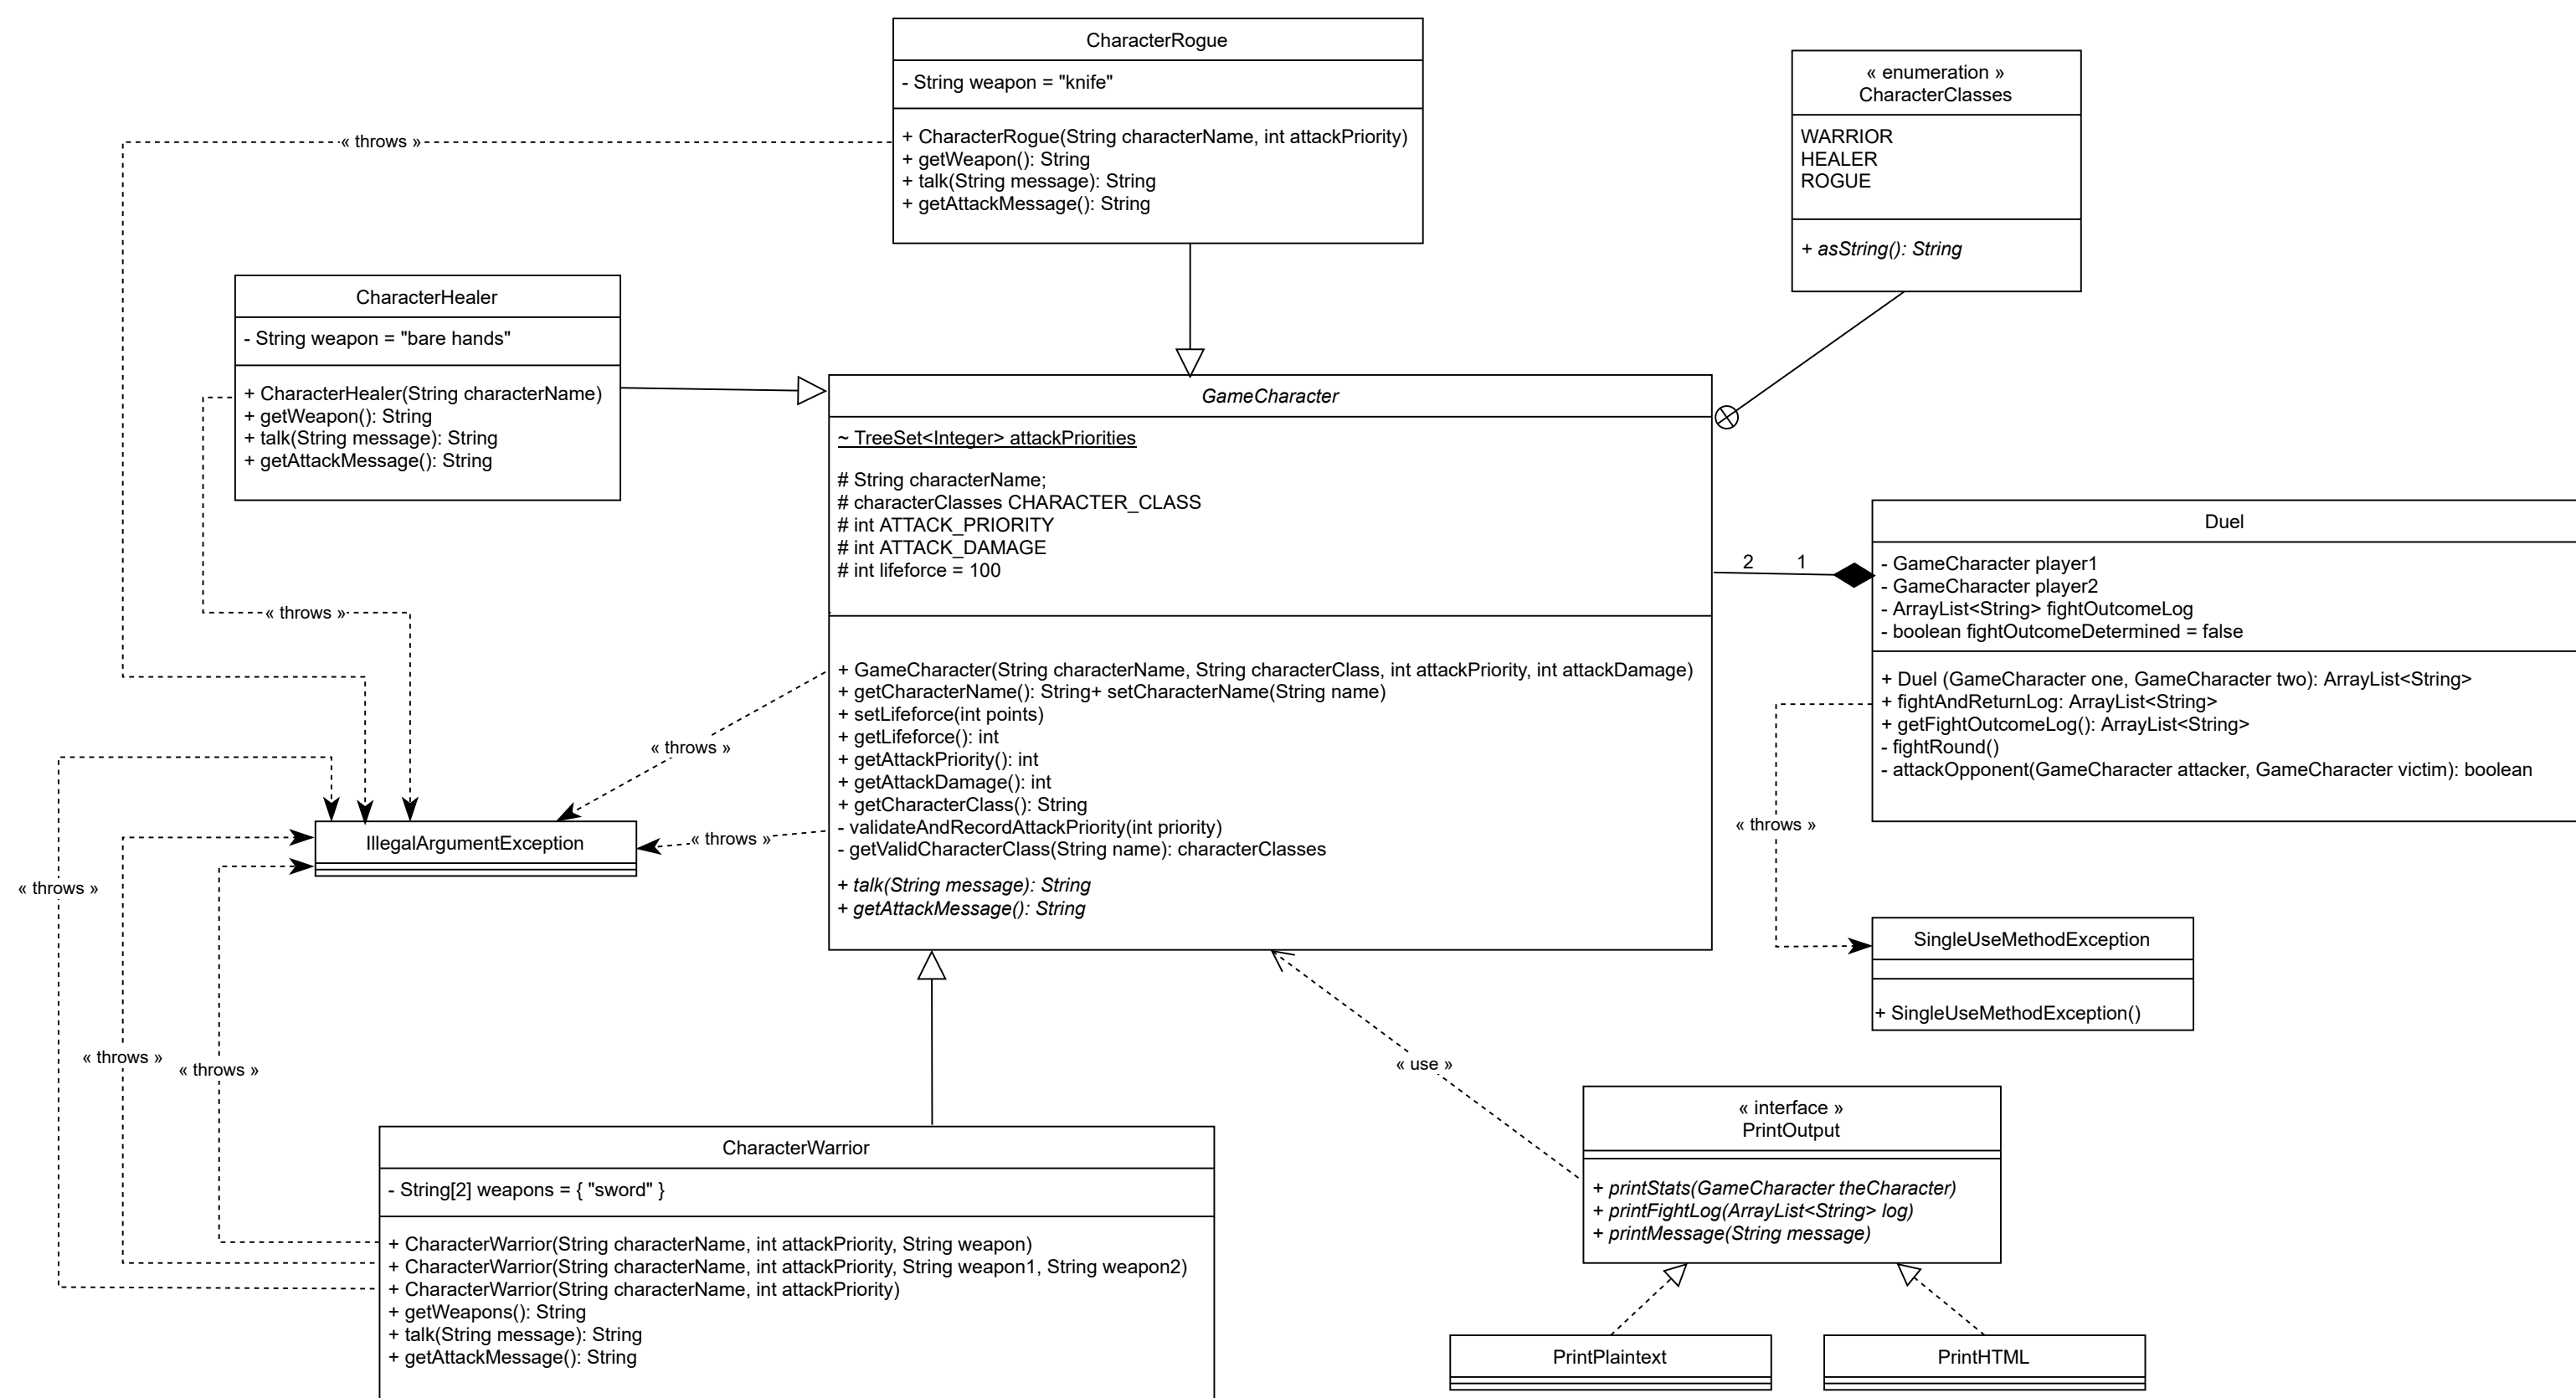 CharacterRogue
- String weapon = "knife"
+ CharacterRogue(String characterName, int attackPriority)
+ getWeapon(): String
+ talk(String message): String
+ getAttackMessage(): String
« enumeration »
CharacterClasses
WARRIOR
HEALER
ROGUE
+ asString(): String
« throws »
CharacterHealer
- String weapon = "bare hands"
+ CharacterHealer(String characterName)
+ getWeapon(): String
+ talk(String message): String
+ getAttackMessage(): String
« throws »
GameCharacter
~ TreeSet<Integer> attackPriorities
# String characterName;
# characterClasses CHARACTER_CLASS
# int ATTACK_PRIORITY
# int ATTACK_DAMAGE
# int lifeforce = 100
+ GameCharacter(String characterName, String characterClass, int attackPriority, int attackDamage)
+ getCharacterName(): String+ setCharacterName(String name)
+ setLifeforce(int points)
+ getLifeforce(): int
+ getAttackPriority(): int
+ getAttackDamage(): int
+ getCharacterClass(): String
- validateAndRecordAttackPriority(int priority)
- getValidCharacterClass(String name): characterClasses
+ talk(String message): String
+ getAttackMessage(): String
2 1
Duel
- GameCharacter player1
- GameCharacter player2
- ArrayList<String> fightOutcomeLog
- boolean fightOutcomeDetermined = false
+ Duel (GameCharacter one, GameCharacter two): ArrayList<String>
+ fightAndReturnLog: ArrayList<String>
+ getFightOutcomeLog(): ArrayList<String>
- fightRound()
- attackOpponent(GameCharacter attacker, GameCharacter victim): boolean
« throws »
« throws »
« throws »
IllegalArgumentException
« throws »
« throws »
« throws »
SingleUseMethodException
+ SingleUseMethodException()
« use »
« interface »
PrintOutput
+ printStats(GameCharacter theCharacter)
+ printFightLog(ArrayList<String> log)
+ printMessage(String message)
CharacterWarrior
- String[2] weapons = { "sword" }
+ CharacterWarrior(String characterName, int attackPriority, String weapon)
+ CharacterWarrior(String characterName, int attackPriority, String weapon1, String weapon2)
+ CharacterWarrior(String characterName, int attackPriority)
+ getWeapons(): String
+ talk(String message): String
+ getAttackMessage(): String
PrintPlaintext
PrintHTML